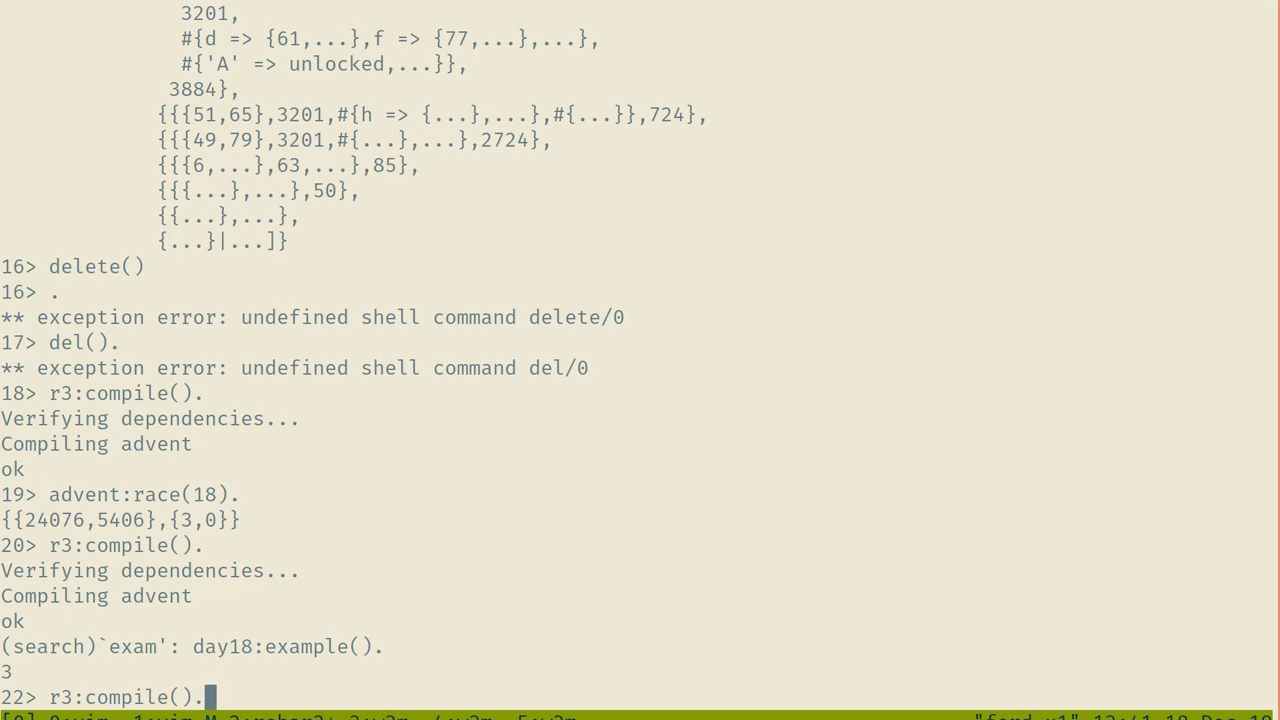 3201,
#{d => {61,...},f => {77,...},...},
#{'A' => unlocked,...}},
3884},
{{{51,65},3201,#{h => {...},...},#{...}},724},
{{{49,79},3201,#{...},...},2724},
{{{6,...},63,...},85},
{{{...},...},50},
{{...},...},
{...}|...]}
16> delete()
16> .
** exception error: undefined shell command delete/0
17> del().
** exception error: undefined shell command del/0
18> r3:compile().
Verifying dependencies...
Compiling advent
ok
19> advent:race(18).
{{24076,5406},{3,0}}
20> r3:compile().
Verifying dependencies...
Compiling advent
ok
(search)`exam': day18:example().
3
22> r3:compile().